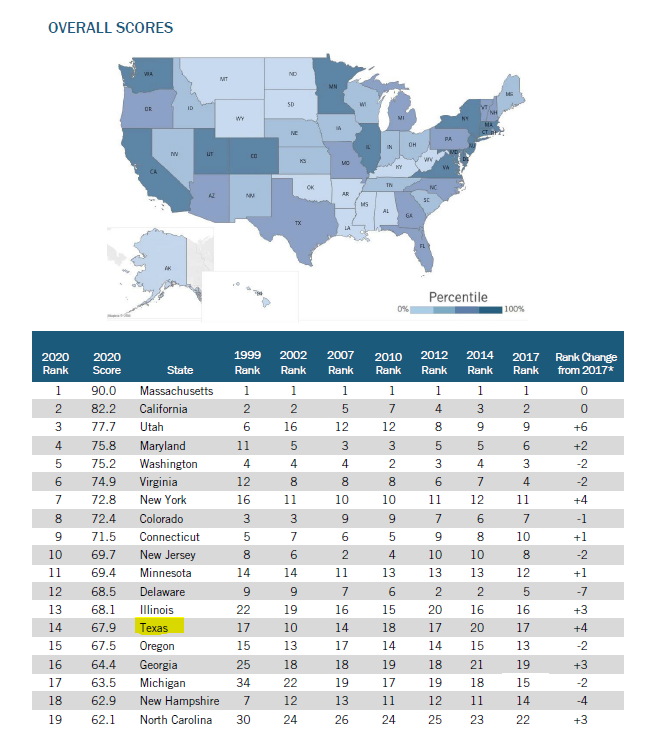 OVERALL SCORES
WA
MT
ND
MN
ME
OR
ID
SD
WI
MI
VT
NH
NY
WY
IA
MA
CT
NE
PA
NV
UT
CO
IL
IN
OH
NJ
MD
DE
CA
KS
MO
WV
VA
KY
AZ
NM
OK
AR
TN
NC
SC
TX
LA
MS
AL
GA
FL
AK
HI
Percentile
0% 100%
2020 Rank 2020 Score State 1999 Rank 2002 Rank 2007 Rank 2010 Rank 2012 Rank 2014 Rank 2017 Rank Rank Change from 2017*
1 90.0 Massachusetts 1 1 1 1 1 1 1 0
2 82.2 California 2 2 5 7 4 3 2 0
3 77.7 Utah 6 16 12 12 8 9 9 +6
4 75.8 Maryland 11 5 3 3 5 5 6 +2
5 75.2 Washington 4 4 4 2 3 4 3 -2
6 74.9 Virginia 12 8 8 8 6 7 4 -2
7 72.8 New York 16 11 10 10 11 12 11 +4
8 72.4 Colorado 3 3 9 9 7 6 7 -1
9 71.5 Connecticut 5 7 6 5 9 8 10 +1
10 69.7 New Jersey 8 6 2 4 10 10 8 -2
11 69.4 Minnesota 14 14 11 13 13 13 12 +1
12 68.5 Delaware 9 9 7 6 2 2 5 -7
13 68.1 Illinois 22 19 16 15 20 16 16 +3
14 67.9 Texas 17 10 14 18 17 20 17 +4
15 67.5 Oregon 15 13 17 14 14 15 13 -2
16 64.4 Georgia 25 18 18 19 18 21 19 +3
17 63.5 Michigan 34 22 19 17 19 18 15 -2
18 62.9 New Hampshire 7 12 13 11 12 11 14 -4
19 62.1 North Carolina 30 24 26 24 25 23 22 +3